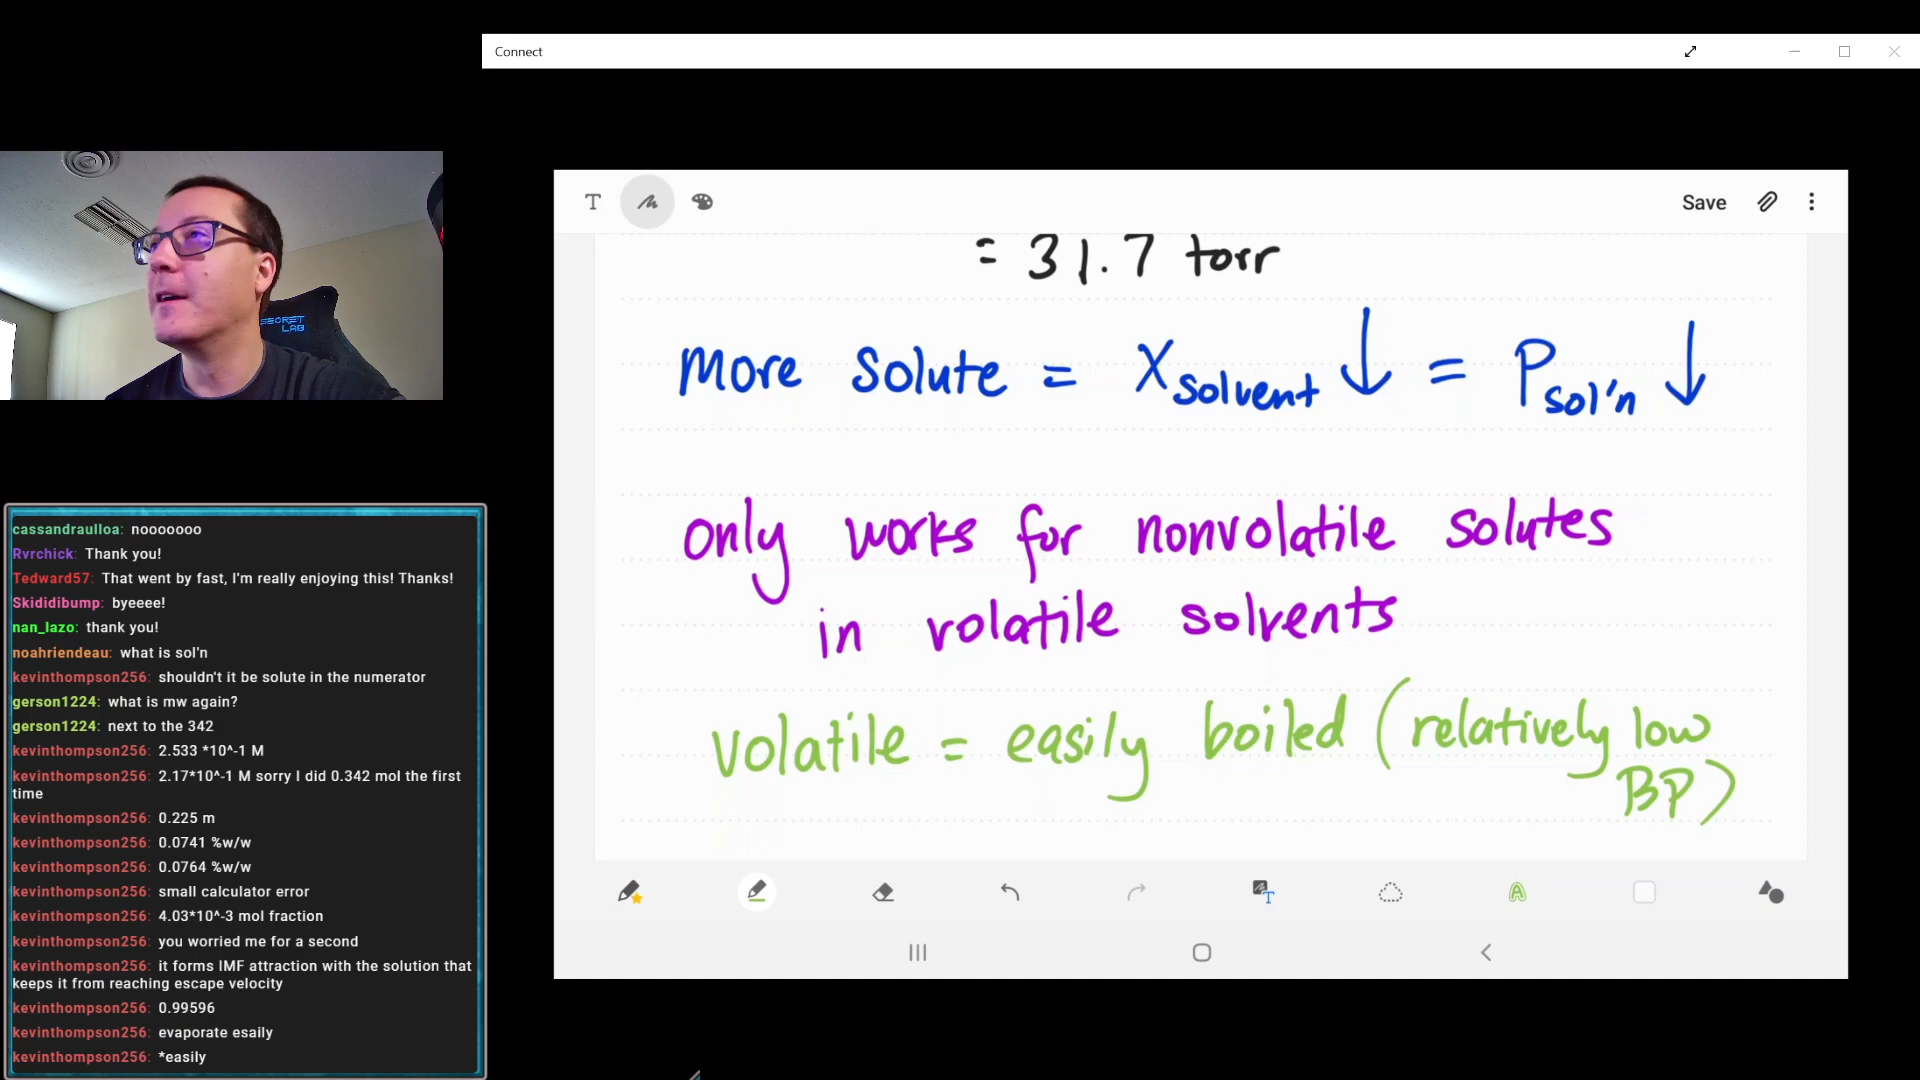 Connect
T
Save
= 31.7 torr
More solute = Xsolvent ↓ = Psol'n ↓
only works for nonvolatile solutes
in volatile solvents
volatile = easily boiled (relatively low
BP)
SECRET
LAB
cassandraulloa: nooooooo
Rvrchick: Thank you!
Tedward57: That went by fast, I'm really enjoying this! Thanks!
Skididibump: byeeee!
nan_lazo: thank you!
noahriendeau: what is sol'n
kevinthompson256: shouldn't it be solute in the numerator
gerson1224: what is mw again?
gerson1224: next to the 342
kevinthompson256: 2.533 *10^-1 M
kevinthompson256: 2.17*10^-1 M sorry I did 0.342 mol the first
time
kevinthompson256: 0.225 m
kevinthompson256: 0.0741 %w/w
kevinthompson256: 0.0764 %w/w
kevinthompson256: small calculator error
kevinthompson256: 4.03*10^-3 mol fraction
kevinthompson256: you worried me for a second
kevinthompson256: it forms IMF attraction with the solution that
keeps it from reaching escape velocity
kevinthompson256: 0.99596
kevinthompson256: evaporate esaily
kevinthompson256: *easily